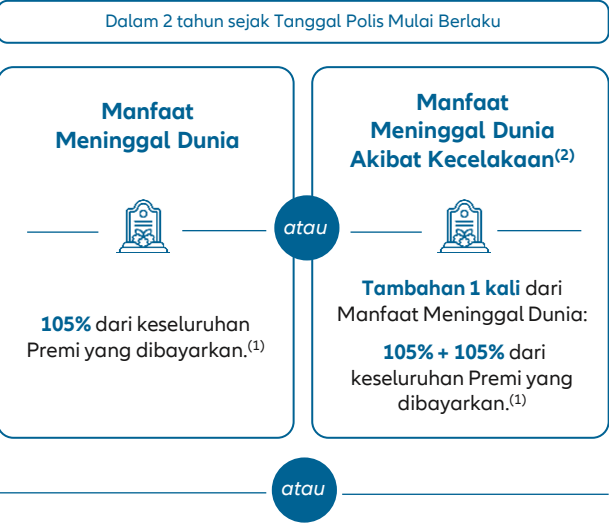 Dalam 2 tahun sejak Tanggal Polis Mulai Berlaku
Manfaat
Meninggal Dunia
105% dari keseluruhan
Premi yang dibayarkan.(1)
atau
Manfaat
Meninggal Dunia
Akibat Kecelakaan(2)
Tambahan 1 kali dari
Manfaat Meninggal Dunia:
105% + 105% dari
keseluruhan Premi yang
dibayarkan.(1)
atau